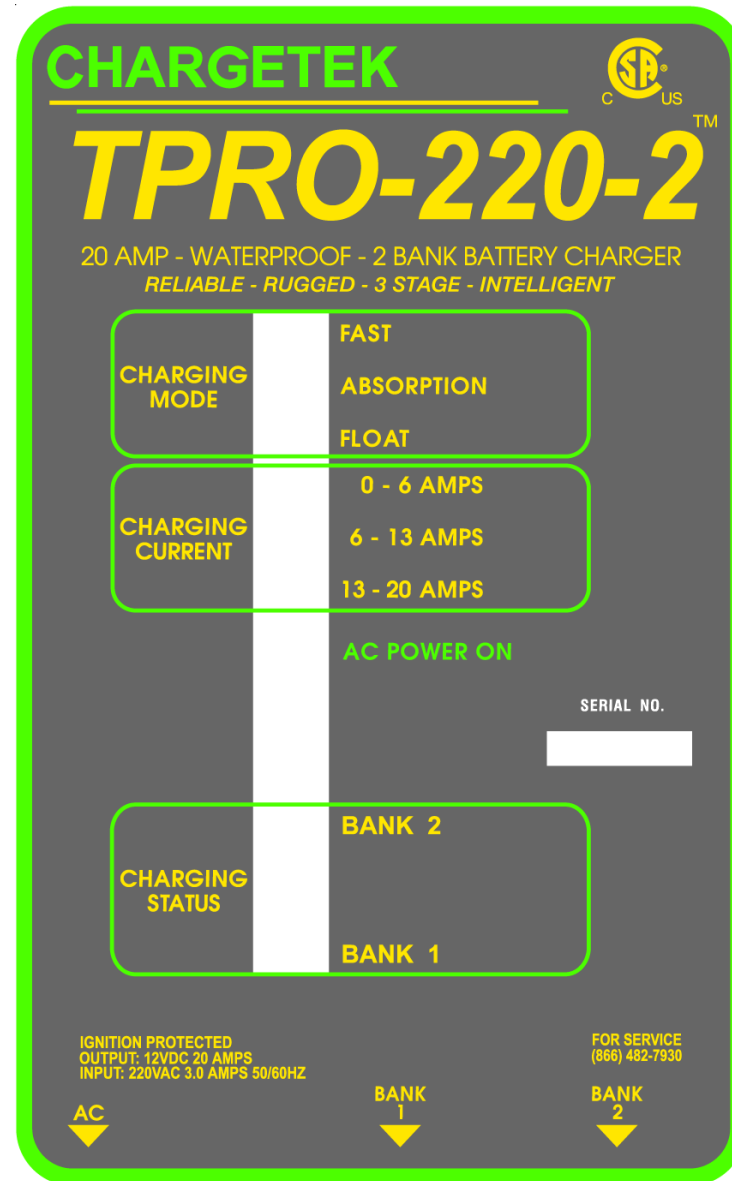 CHARGETEK
C SA® US
TPRO-220-2™
20 AMP - WATERPROOF - 2 BANK BATTERY CHARGER
RELIABLE - RUGGED - 3 STAGE - INTELLIGENT
CHARGING
MODE
FAST
ABSORPTION
FLOAT
CHARGING
CURRENT
0 - 6 AMPS
6 - 13 AMPS
13 - 20 AMPS
AC POWER ON
SERIAL NO.
CHARGING
STATUS
BANK 2
BANK 1
IGNITION PROTECTED
OUTPUT: 12VDC 20 AMPS
INPUT: 220VAC 3.0 AMPS 50/60HZ
FOR SERVICE
(866) 482-7930
AC
BANK
1
BANK
2